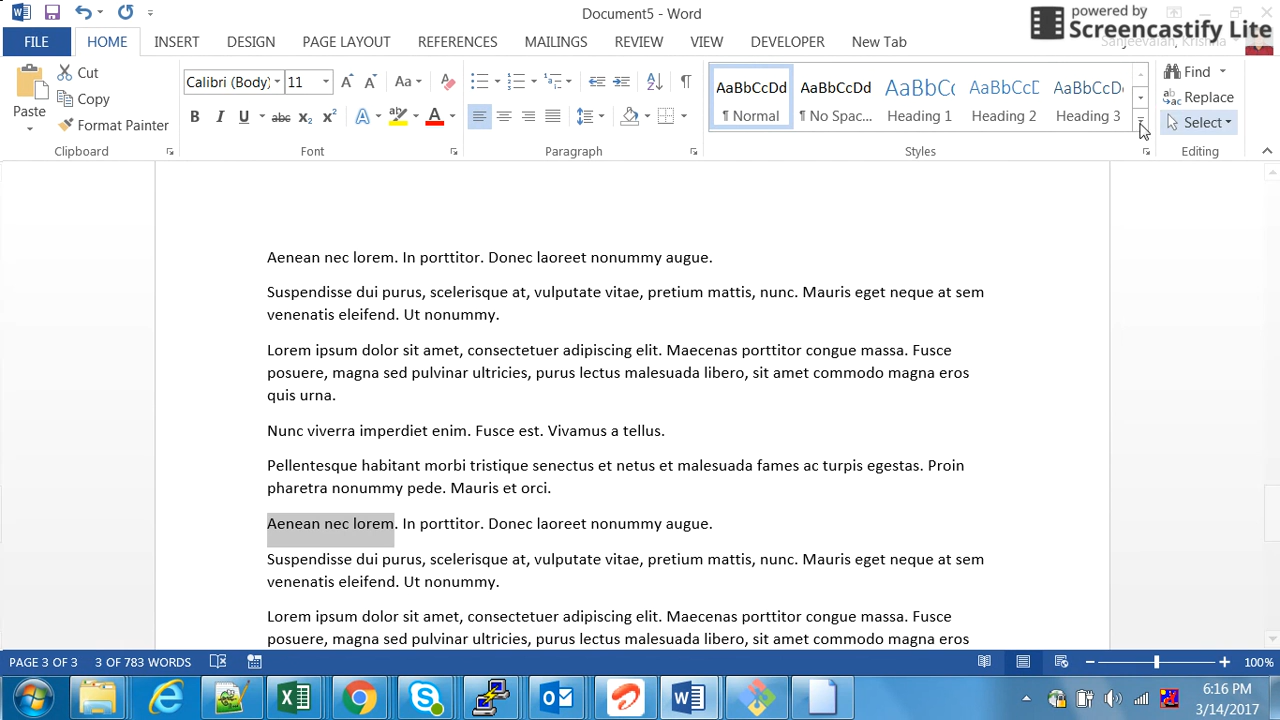 Document5 - Word
powered by
Screencastify Lite
FILE
HOME
INSERT
DESIGN
PAGE LAYOUT
REFERENCES
MAILINGS
REVIEW
VIEW
DEVELOPER
New Tab
Sanjeevaiah, Krishna
Paste
Cut
Copy
Format Painter
Clipboard
Calibri (Body)
11
Aa
B I U abc x₂ x² A ab A
Font
Paragraph
AaBbCcDd
¶ Normal
AaBbCcDd
¶ No Spac...
AaBbCc
Heading 1
AaBbCcD
Heading 2
AaBbCcDd
Heading 3
Styles
Find
Replace
Select
Editing
Aenean nec lorem. In porttitor. Donec laoreet nonummy augue.
Suspendisse dui purus, scelerisque at, vulputate vitae, pretium mattis, nunc. Mauris eget neque at sem
venenatis eleifend. Ut nonummy.
Lorem ipsum dolor sit amet, consectetuer adipiscing elit. Maecenas porttitor congue massa. Fusce
posuere, magna sed pulvinar ultricies, purus lectus malesuada libero, sit amet commodo magna eros
quis urna.
Nunc viverra imperdiet enim. Fusce est. Vivamus a tellus.
Pellentesque habitant morbi tristique senectus et netus et malesuada fames ac turpis egestas. Proin
pharetra nonummy pede. Mauris et orci.
Aenean nec lorem. In porttitor. Donec laoreet nonummy augue.
Suspendisse dui purus, scelerisque at, vulputate vitae, pretium mattis, nunc. Mauris eget neque at sem
venenatis eleifend. Ut nonummy.
Lorem ipsum dolor sit amet, consectetuer adipiscing elit. Maecenas porttitor congue massa. Fusce
posuere, magna sed pulvinar ultricies, purus lectus malesuada libero, sit amet commodo magna eros
PAGE 3 OF 3
3 OF 783 WORDS
100%
6:16 PM
3/14/2017